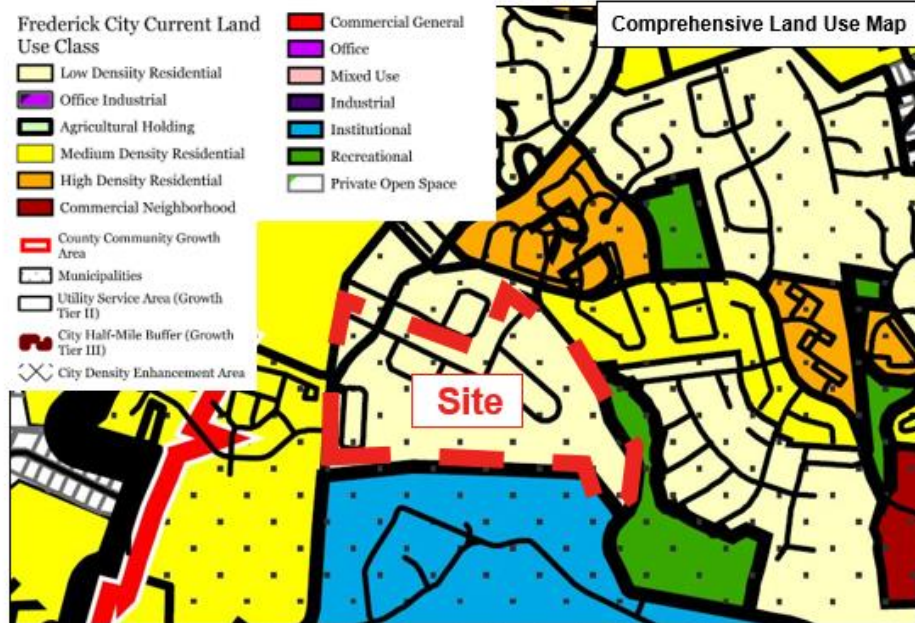 Frederick City Current Land
Use Class
Low Densiity Residential
Office Industrial
Agricultural Holding
Medium Density Residential
High Density Residential
Commercial Neighborhood
County Community Growth
Area
Municipalities
Utility Service Area (Growth
Tier II)
City Half-Mile Buffer (Growth
Tier III)
City Density Enhancement Area
Commercial General
Office
Mixed Use
Industrial
Institutional
Recreational
Private Open Space
Comprehensive Land Use Map
Site